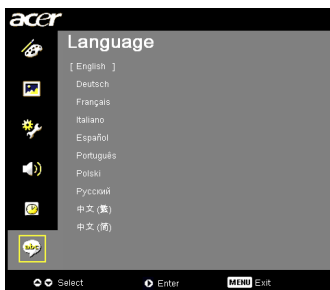 acer
Language
[ English ]
Deutsch
Français
Italiano
Español
Português
Polski
Русский
中文 (繁)
中文 (简)
abc
Select Enter MENU Exit